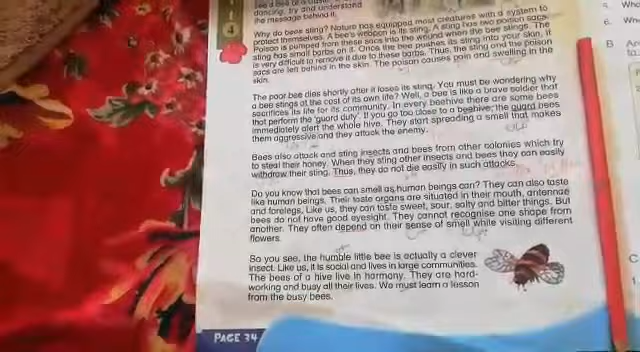 dancing, try and understand
the message behind it.
Why do bees sting? Nature has equipped most creatures with a system to
protect themselves. A bee's weapon is its sting. A sting has two poison sacs.
Poison is pumped from these sacs into the wound when the bee stings. The
sting has small barbs on it. Once the bee pushes its sting into your skin, it
is very difficult to remove it due to these barbs. Thus, the sting and the poison
sacs are left behind in the skin. The poison causes pain and swelling in the
skin.
The poor bee dies shortly after it loses its sting. You must be wondering why
a bee stings at the cost of its own life? Well, a bee is like a brave soldier that
sacrifices its life for its community. In every beehive there are some bees
that perform the 'guard duty'. If you go too close to a beehive, the guard bees
immediately alert the whole hive. They start spreading a smell that makes
them aggressive and they attack the enemy.
Bees also attack and sting insects and bees from other colonies which try
to steal their honey. When they sting other insects and bees they can easily
withdraw their sting. Thus, they do not die easily in such attacks.
Do you know that bees can smell as human beings can? They can also taste
like human beings. Their taste organs are situated in their mouth, antennae
and forelegs. Like us, they can taste sweet, sour, salty and bitter things. But
bees do not have good eyesight. They cannot recognise one shape from
another. They often depend on their sense of smell while visiting different
flowers.
So you see, the humble little bee is actually a clever
insect. Like us, it is social and lives in large communities.
The bees of a hive live in harmony. They are hard-
working and busy all their lives. We must learn a lesson
from the busy bees.
PAGE 34